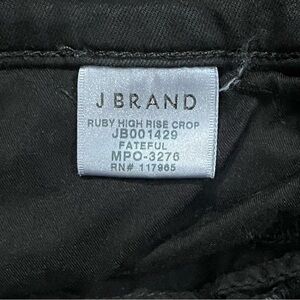 J BRAND
RUBY HIGH RISE CROP
JB001429
FATEFUL
MPO-3276
RN# 117965